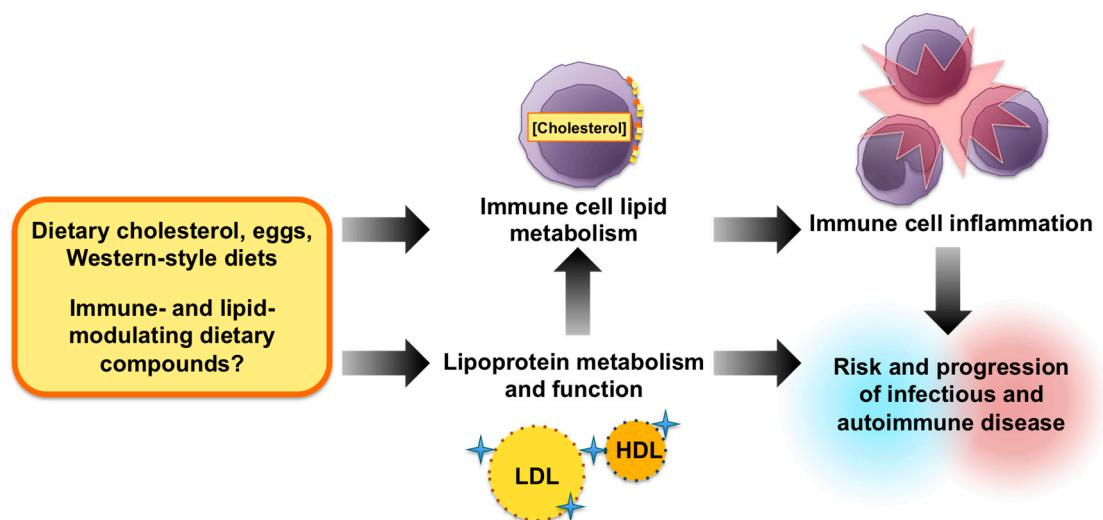 Dietary cholesterol, eggs,
Western-style diets
Immune- and lipid-
modulating dietary
compounds?
[Cholesterol]
Immune cell lipid
metabolism
Immune cell inflammation
Lipoprotein metabolism
and function
LDL
HDL
Risk and progression
of infectious and
autoimmune disease